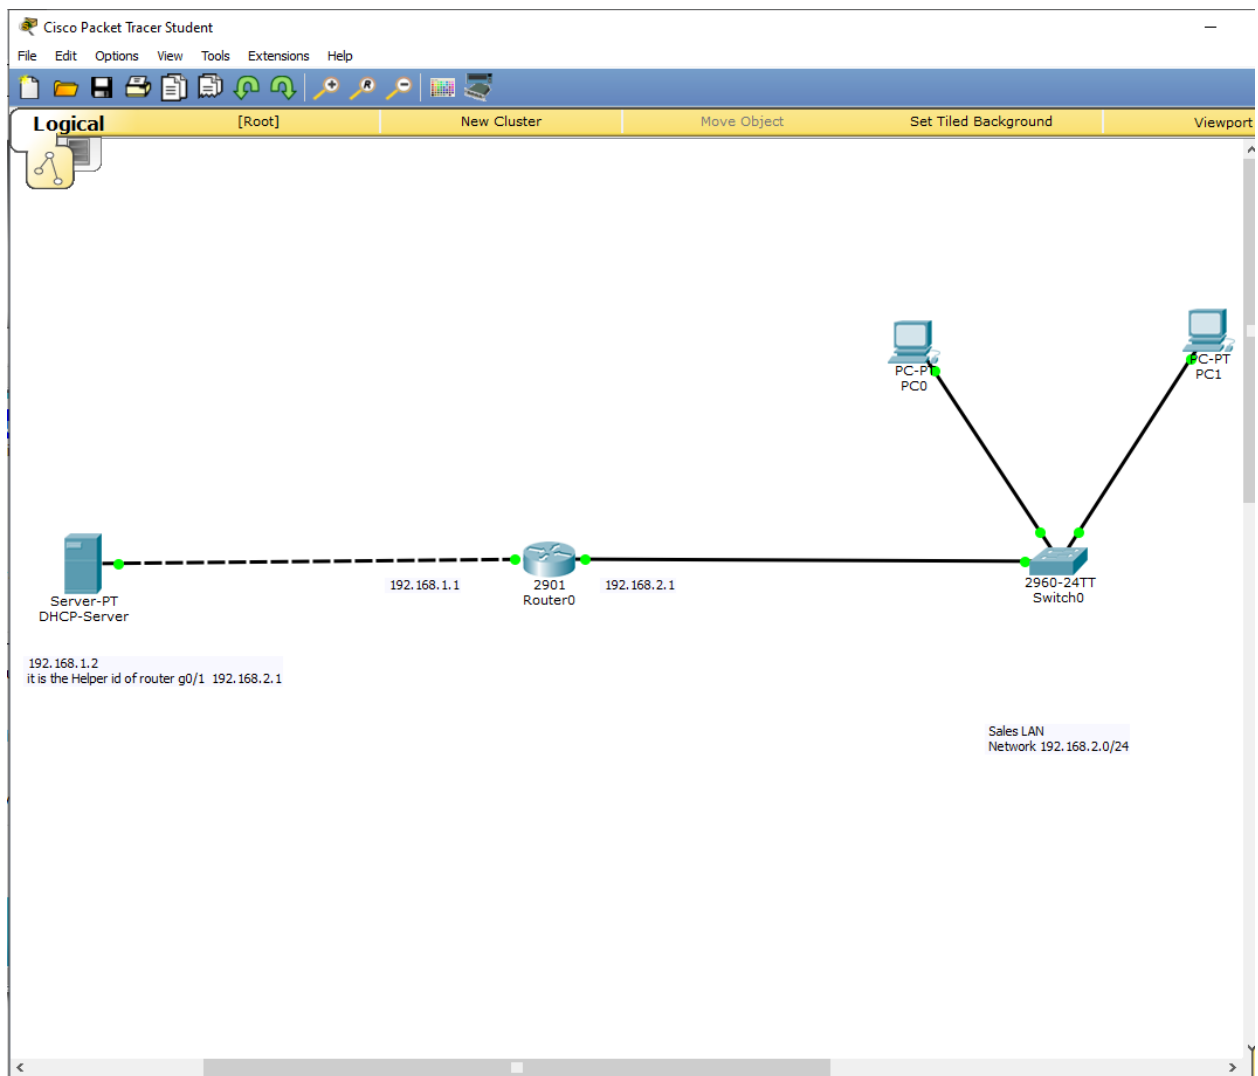 Cisco Packet Tracer Student
File Edit Options View Tools Extensions Help
R
Logical [Root] New Cluster Move Object Set Tiled Background Viewport
PC-PT
PC0
PC-PT
PC1
192.168.1.1
2901
Router0
192.168.2.1
2960-24TT
Switch0
Server-PT
DHCP-Server
192.168.1.2
it is the Helper id of router g0/1 192.168.2.1
Sales LAN
Network 192.168.2.0/24